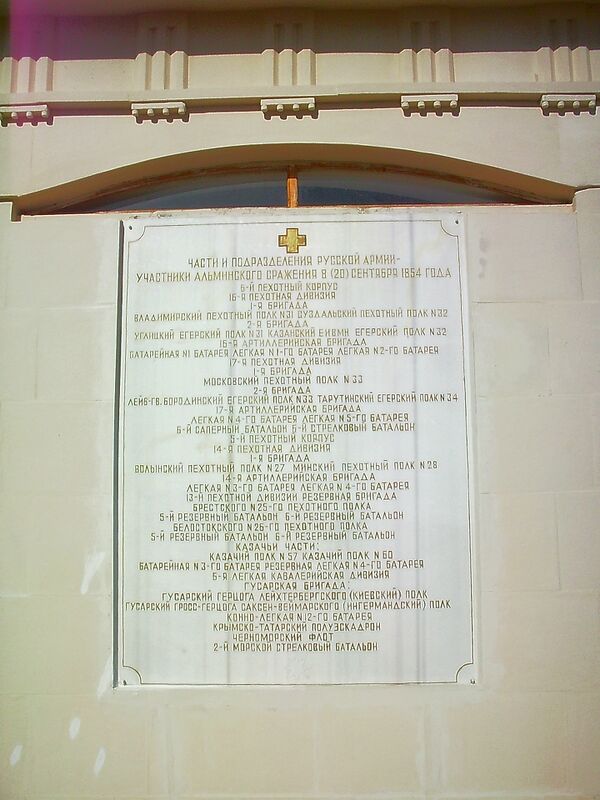 ЧАСТИ И ПОДРАЗДЕЛЕНИЯ РУССКОЙ АРМИИ-
УЧАСТНИКИ АЛЬМИНСКОГО СРАЖЕНИЯ 8 (20) СЕНТЯБРЯ 1854 ГОДА
6-Й ПЕХОТНЫЙ КОРПУС
16-Я ПЕХОТНАЯ ДИВИЗИЯ
1-Я БРИГАДА
ВЛАДИМИРСКИЙ ПЕХОТНЫЙ ПОЛК N31 СУЗДАЛЬСКИЙ ПЕХОТНЫЙ ПОЛК N32
2-Я БРИГАДА
УГЛИЦКИЙ ЕГЕРСКИЙ ПОЛК N31 КАЗАНСКИЙ Е.И.В.М.Н. ЕГЕРСКИЙ ПОЛК N32
16-Я АРТИЛЛЕРИЙСКАЯ БРИГАДА
БАТАРЕЙНАЯ N1 БАТАРЕЯ ЛЕГКАЯ N1-ГО БАТАРЕЯ ЛЕГКАЯ N2-ГО БАТАРЕЯ
17-Я ПЕХОТНАЯ ДИВИЗИЯ
1-Я БРИГАДА
МОСКОВСКИЙ ПЕХОТНЫЙ ПОЛК N33
2-Я БРИГАДА
ЛЕЙБ-ГВ. БОРОДИНСКИЙ ЕГЕРСКИЙ ПОЛК N33 ТАРУТИНСКИЙ ЕГЕРСКИЙ ПОЛК N34
17-Я АРТИЛЛЕРИЙСКАЯ БРИГАДА
ЛЕГКАЯ N4-ГО БАТАРЕЯ ЛЕГКАЯ N5-ГО БАТАРЕЯ
6-Й САПЕРНЫЙ БАТАЛЬОН 6-Й СТРЕЛКОВЫЙ БАТАЛЬОН
5-Й ПЕХОТНЫЙ КОРПУС
14-Я ПЕХОТНАЯ ДИВИЗИЯ
1-Я БРИГАДА
ВОЛЫНСКИЙ ПЕХОТНЫЙ ПОЛК N27 МИНСКИЙ ПЕХОТНЫЙ ПОЛК N28
14-Я АРТИЛЛЕРИЙСКАЯ БРИГАДА
ЛЕГКАЯ N3-ГО БАТАРЕЯ ЛЕГКАЯ N4-ГО БАТАРЕЯ
13-Й ПЕХОТНОЙ ДИВИЗИИ РЕЗЕРВНАЯ БРИГАДА
БРЕСТСКОГО N25-ГО ПЕХОТНОГО ПОЛКА
5-Й РЕЗЕРВНЫЙ БАТАЛЬОН 6-Й РЕЗЕРВНЫЙ БАТАЛЬОН
БЕЛОСТОКСКОГО N26-ГО ПЕХОТНОГО ПОЛКА
5-Й РЕЗЕРВНЫЙ БАТАЛЬОН 6-Й РЕЗЕРВНЫЙ БАТАЛЬОН
КАЗАЧЬИ ЧАСТИ:
КАЗАЧИЙ ПОЛК N57 КАЗАЧИЙ ПОЛК N60
БАТАРЕЙНАЯ N3-ГО БАТАРЕЯ РЕЗЕРВНАЯ ЛЕГКАЯ N4-ГО БАТАРЕЯ
6-Я ЛЕГКАЯ КАВАЛЕРИЙСКАЯ ДИВИЗИЯ
ГУСАРСКАЯ БРИГАДА:
ГУСАРСКИЙ ГЕРЦОГА ЛЕЙХТЕРБЕРГСКОГО (КИЕВСКИЙ) ПОЛК
ГУСАРСКИЙ ГРОСС-ГЕРЦОГА САКСЕН-ВЕЙМАРСКОГО (ИНГЕРМАНДСКИЙ) ПОЛК
КОННО-ЛЕГКАЯ N12-ГО БАТАРЕЯ
КРЫМСКО-ТАТАРСКИЙ ПОЛУЭСКАДРОН
ЧЕРНОМОРСКИЙ ФЛОТ
2-Й МОРСКОЙ СТРЕЛКОВЫЙ БАТАЛЬОН